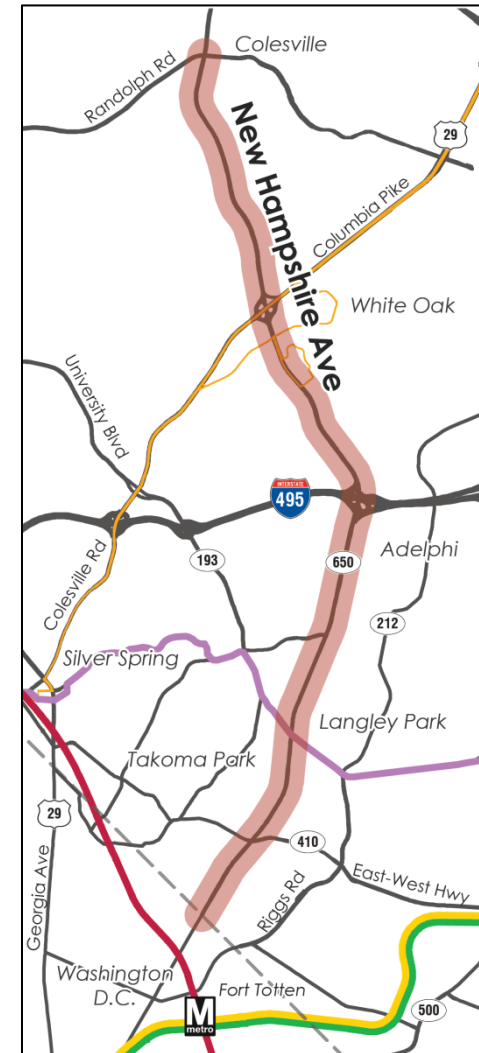 Colesville
Randolph Rd
29
New Hampshire Ave
Columbia Pike
White Oak
University Blvd
INTERSTATE
495
Colesville Rd
Adelphi
193
650
212
Silver Spring
Langley Park
Takoma Park
29
410
Georgia Ave
Riggs Rd
East-West Hwy
Washington
D.C.
Fort Totten
M
metro
500